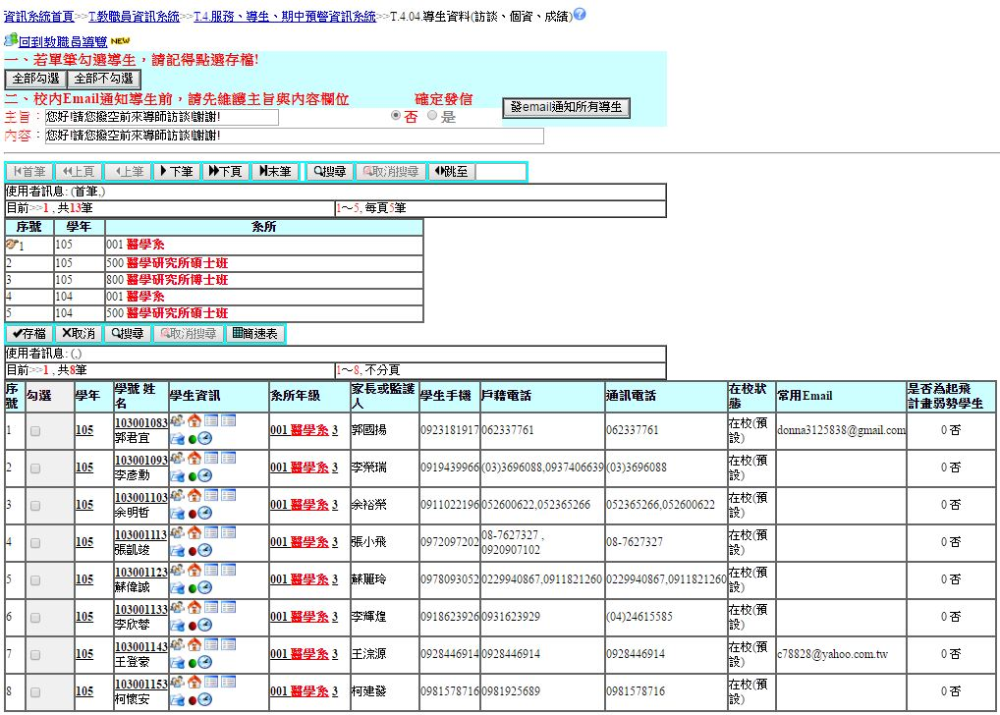 資訊系統首頁>>T.教職員資訊系統>>T.4.服務、導生、期中預警資訊系統>>T.4.04.導生資料(訪談、個資、成績)?
回到教職員導覽 NEW
一、若單筆勾選導生，請記得點選存檔!
全部勾選 全部不勾選
二、校內Email通知導生前，請先維護主旨與內容欄位 確定發信 發email通知所有導生
主旨：您好!請您撥空前來導師訪談!謝謝! 否 是
內容：您好!請您撥空前來導師訪談!謝謝!
首筆 上頁 上筆 下筆 下頁 末筆 搜尋 取消搜尋 跳至
使用者訊息: (首筆,)
目前>>1 , 共13筆 1～5, 每頁5筆
序號 學年 系所
1 105 001 醫學系
2 105 500 醫學研究所碩士班
3 105 800 醫學研究所博士班
4 104 001 醫學系
5 104 500 醫學研究所碩士班
存檔 取消 搜尋 取消搜尋 簡速表
使用者訊息: (,)
目前>>1 , 共8筆 1～8, 不分頁
序號 勾選 學年 學號 姓名 學生資訊 系所年級 家長或監護人 學生手機 戶籍電話 通訊電話 在校狀態 常用Email 是否為起飛計畫弱勢學生
1 105 103001083 郭君宜 001 醫學系 3 郭國揚 0923181917 062337761 062337761 在校(預設) donna3125838@gmail.com 0 否
2 105 103001093 李彥勳 001 醫學系 3 李榮瑞 0919439966 (03)3696088,0937406639 (03)3696088 在校(預設) 0 否
3 105 103001103 余明哲 001 醫學系 3 余裕榮 0911022196 052600622,052365266 052365266,052600622 在校(預設) 0 否
4 105 103001113 張凱竣 001 醫學系 3 張小飛 0972097202 08-7627327 , 0920907102 08-7627327 在校(預設) 0 否
5 105 103001123 蘇偉誠 001 醫學系 3 蘇麗玲 0978093052 0229940867,0911821260 0229940867,0911821260 在校(預設) 0 否
6 105 103001133 李欣蓉 001 醫學系 3 李輝煌 0918623926 0931623929 (04)24615585 在校(預設) 0 否
7 105 103001143 王登豪 001 醫學系 3 王浣源 0928446914 0928446914 0928446914 在校(預設) c78828@yahoo.com.tw 0 否
8 105 103001153 柯懷安 001 醫學系 3 柯建發 0981578716 0981925689 0981578716 在校(預設) 0 否